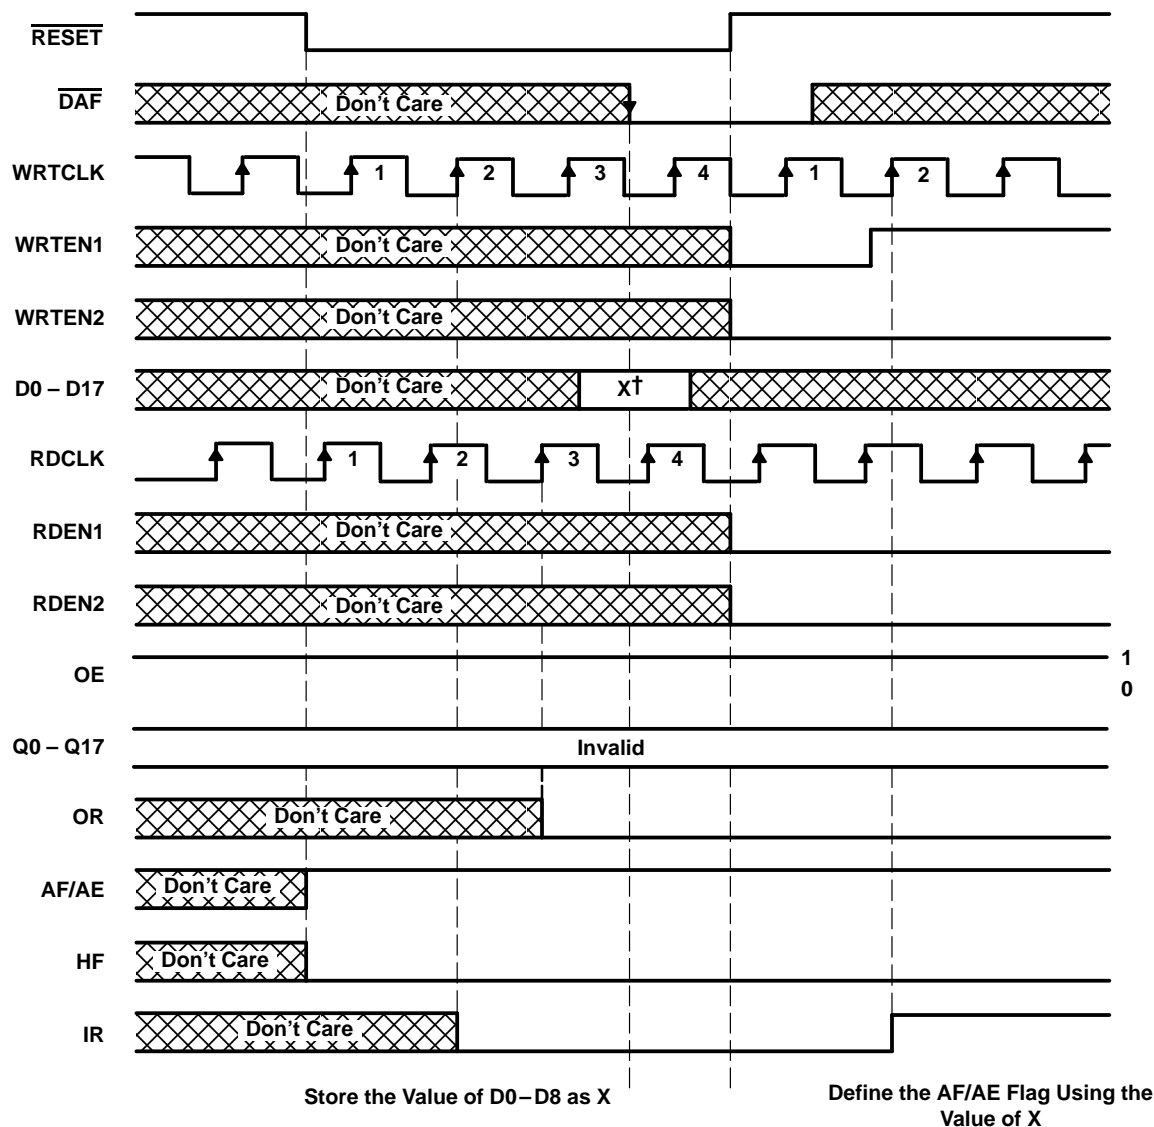 RESET
DAF
Don't Care
WRTCLK
1 2 3 4 1 2
WRTEN1
Don't Care
WRTEN2
Don't Care
D0 – D17
Don't Care
X†
RDCLK
1 2 3 4
RDEN1
Don't Care
RDEN2
Don't Care
OE
1
0
Q0 – Q17
Invalid
OR
Don't Care
AF/AE
Don't Care
HF
Don't Care
IR
Don't Care
Store the Value of D0–D8 as X
Define the AF/AE Flag Using the
Value of X